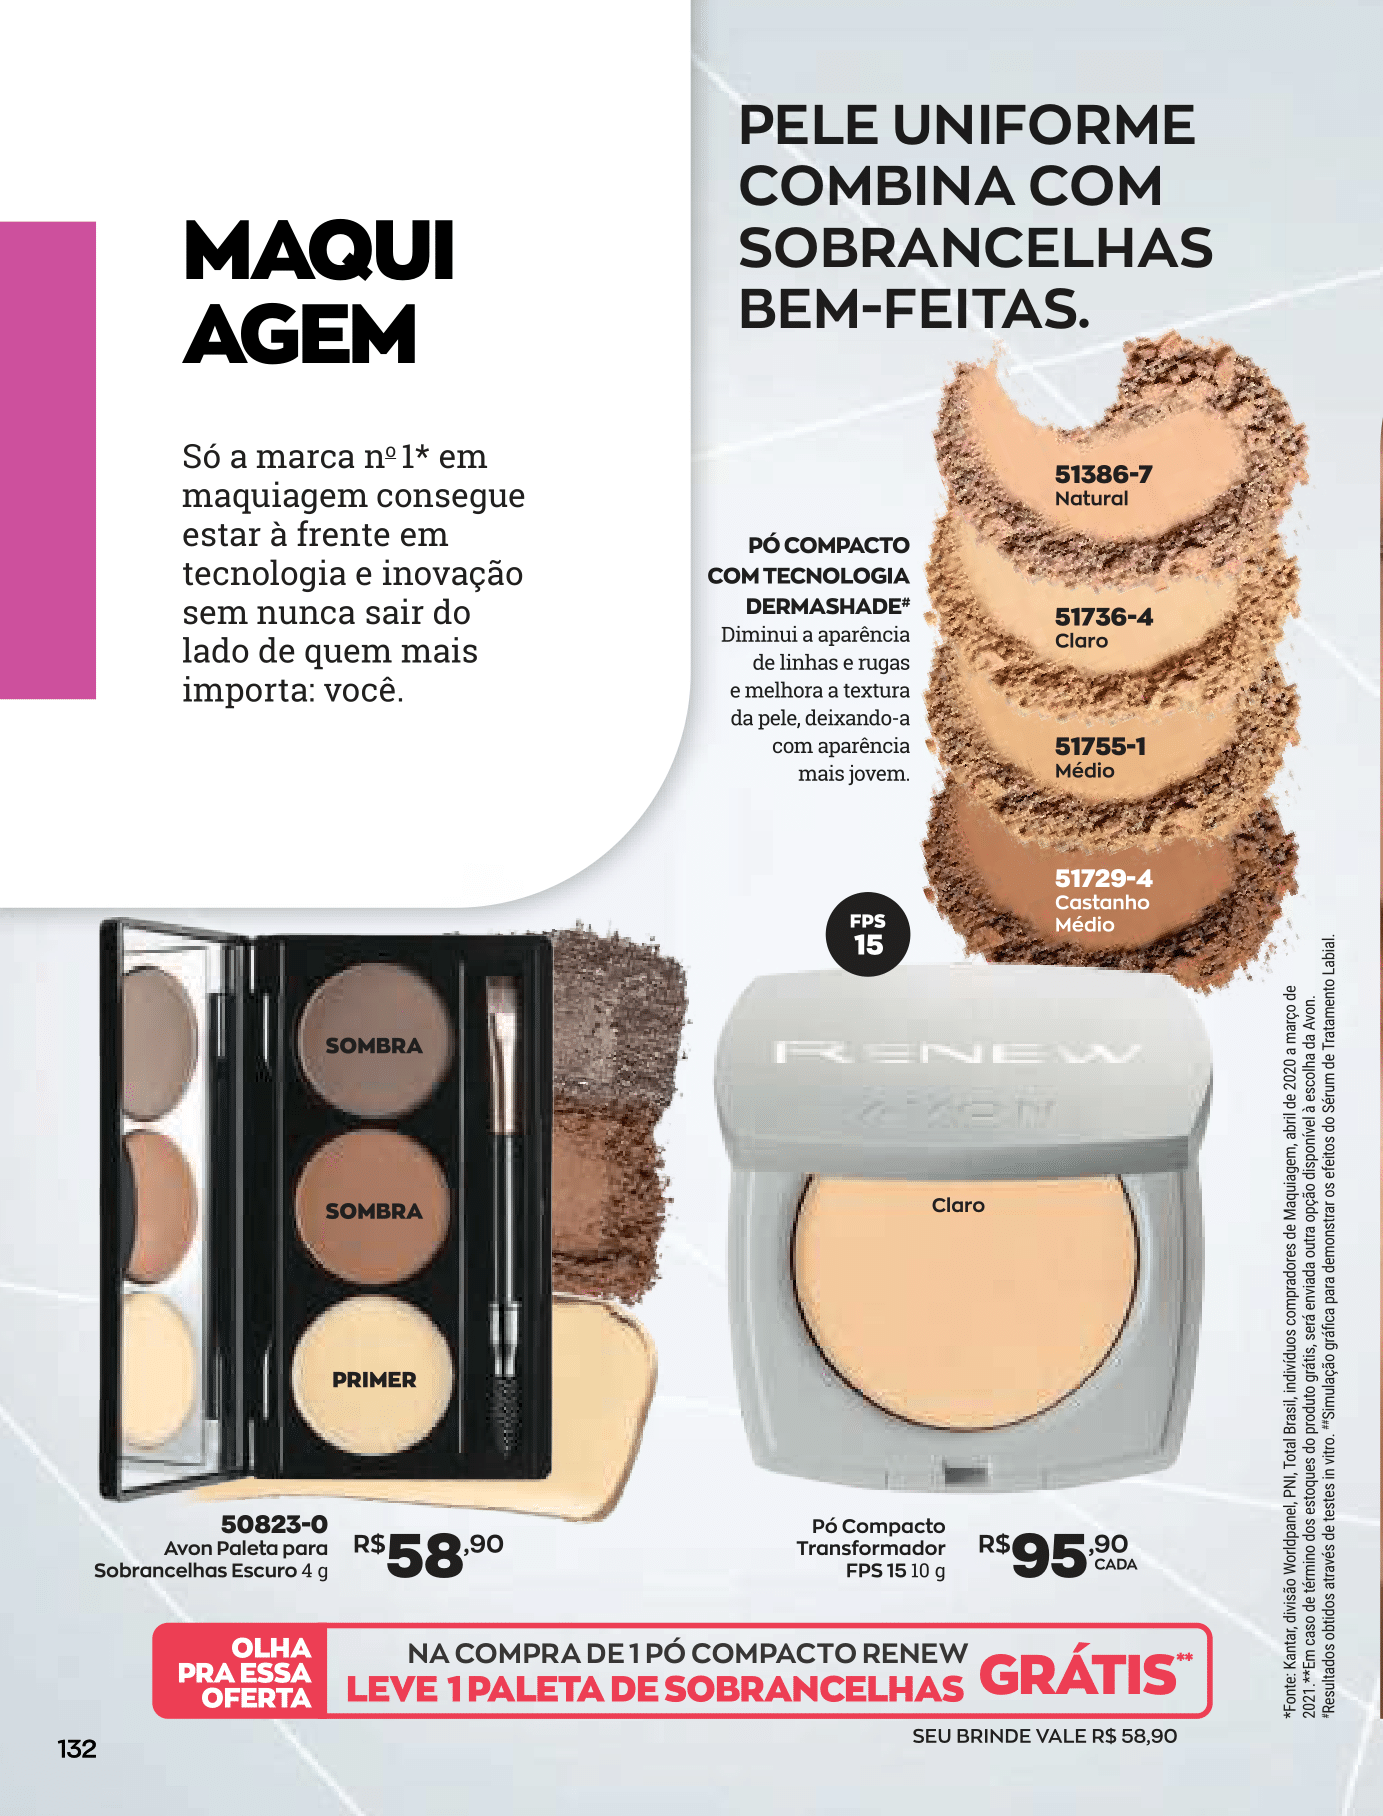 MAQUI
AGEM
Só a marca nº 1* em
maquiagem consegue
estar à frente em
tecnologia e inovação
sem nunca sair do
lado de quem mais
importa: você.
PELE UNIFORME
COMBINA COM
SOBRANCELHAS
BEM-FEITAS.
PÓ COMPACTO
COM TECNOLOGIA
DERMASHADE#
Diminui a aparência
de linhas e rugas
e melhora a textura
da pele, deixando-a
com aparência
mais jovem.
51386-7
Natural
51736-4
Claro
51755-1
Médio
51729-4
Castanho
Médio
FPS
15
SOMBRA
SOMBRA
PRIMER
RENEW
AVON
Claro
50823-0
Avon Paleta para
Sobrancelhas Escuro 4 g
R$58,90
Pó Compacto
Transformador
FPS 15 10 g
R$95,90
CADA
OLHA
PRA ESSA
OFERTA
NA COMPRA DE 1 PÓ COMPACTO RENEW
LEVE 1 PALETA DE SOBRANCELHAS GRÁTIS**
SEU BRINDE VALE R$ 58,90
132
*Fonte: Kantar, divisão Worldpanel, PNI, Total Brasil, indivíduos compradores de Maquiagem, abril de 2020 a março de
2021.**Em caso de término dos estoques do produto grátis, será enviada outra opção disponível à escolha da Avon.
#Resultados obtidos através de testes in vitro. ##Simulação gráfica para demonstrar os efeitos do Sérum de Tratamento Labial.